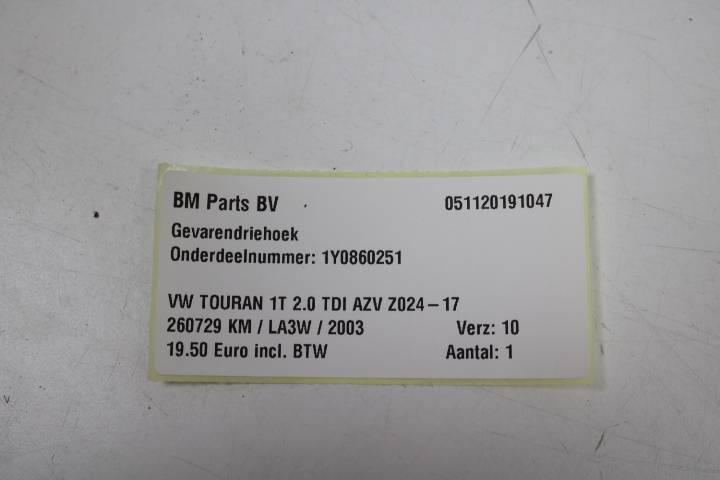 BM Parts BV 051120191047
Gevarendriehoek
Onderdeelnummer: 1Y0860251
VW TOURAN 1T 2.0 TDI AZV Z024-17
260729 KM / LA3W / 2003 Verz: 10
19.50 Euro incl. BTW Aantal: 1